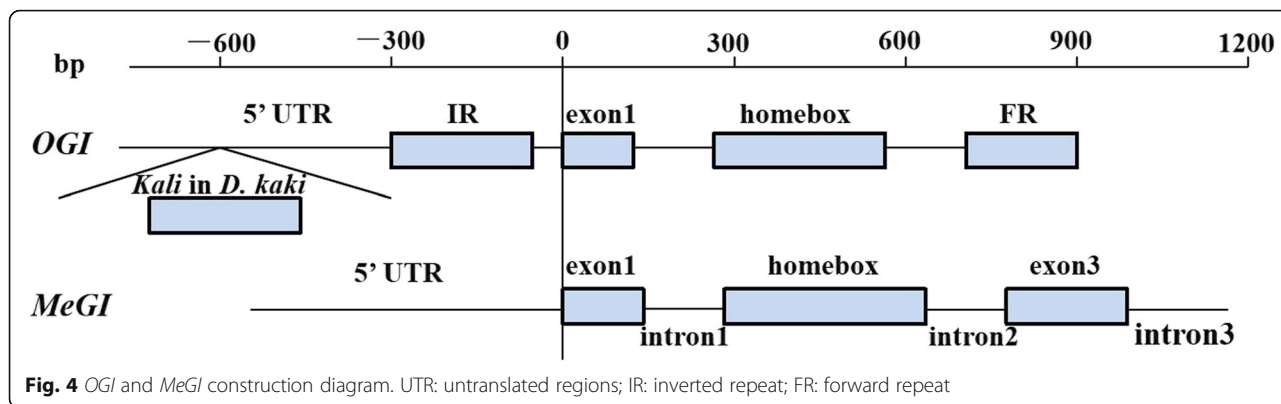 −600 −300 0 300 600 900 1200
bp
5’ UTR IR exon1 homebox FR
OGI
Kali in D. kaki
5’ UTR exon1 homebox exon3
MeGI
intron1 intron2 intron3
Fig. 4 OGI and MeGI construction diagram. UTR: untranslated regions; IR: inverted repeat; FR: forward repeat